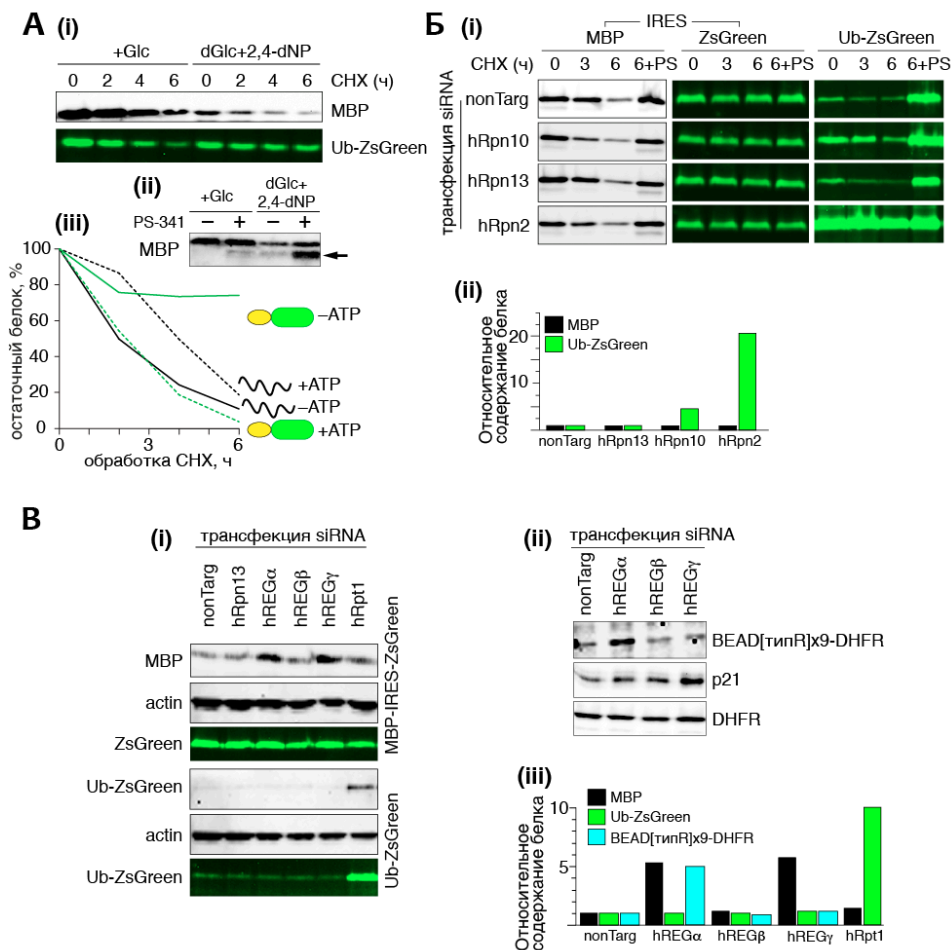 А (i)
+Glc dGlc+2,4-dNP
0 2 4 6 0 2 4 6 CHX (ч)
MBP
Ub-ZsGreen
(ii)
+Glc dGlc+
2,4-dNP
PS-341 – + – +
MBP
(iii)
остаточный белок, %
100
80
60
40
20
0
–ATP
+ATP
–ATP
+ATP
0 3 6
обработка CHX, ч
Б (i)
IRES
MBP ZsGreen Ub-ZsGreen
CHX (ч) 0 3 6 6+PS 0 3 6 6+PS 0 3 6 6+PS
трансфекция siRNA
nonTarg
hRpn10
hRpn13
hRpn2
(ii)
Относительное
содержание белка
MBP
Ub-ZsGreen
20
10
nonTarg hRpn13 hRpn10 hRpn2
В (i)
трансфекция siRNA
nonTarg
hRpn13
hREGα
hREGβ
hREGγ
hRpt1
MBP
actin
ZsGreen
MBP-IRES-ZsGreen
Ub-ZsGreen
actin
Ub-ZsGreen
Ub-ZsGreen
(ii)
трансфекция siRNA
nonTarg
hREGα
hREGβ
hREGγ
BEAD[типR]x9-DHFR
p21
DHFR
(iii)
Относительное
содержание белка
MBP
Ub-ZsGreen
BEAD[типR]x9-DHFR
10
5
nonTarg hREGα hREGβ hREGγ hRpt1